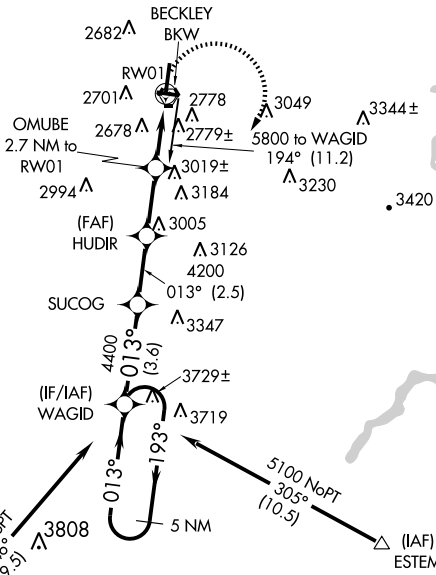 BECKLEY
BKW
2682
RW01
2701
2778
3049
3344±
OMUBE
2.7 NM to
RW01
2678
2779±
5800 to WAGID
194° (11.2)
3019±
2994
3184
3230
3420
(FAF)
HUDIR
3005
3126
4200
013° (2.5)
SUCOG
3347
4400
013°
(3.6)
3729±
(IF/IAF)
WAGID
3719
013°
193°
5100 NoPT
305°
(10.5)
5 NM
3808
(IAF)